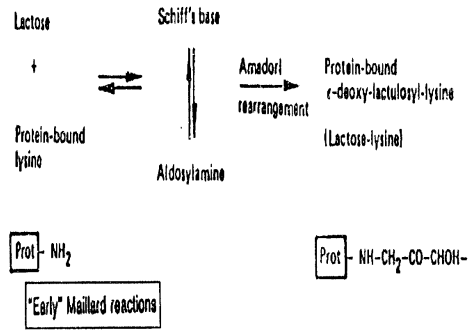 Lactose
+
Protein-bound
lysine
Schiff's base
Aldosylamine
Amadori
rearrangement
Protein-bound
ε-deoxy-lactulosyl-lysine
(Lactose-lysine)
Prot - NH2
Prot - NH-CH2-CO-CHOH-
"Early" Maillard reactions